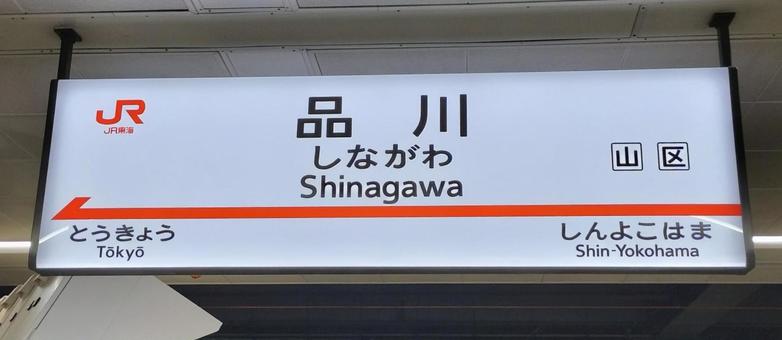 JR
JR東海
品川
しながわ
Shinagawa
山 区
とうきょう
Tōkyō
しんよこはま
Shin-Yokohama